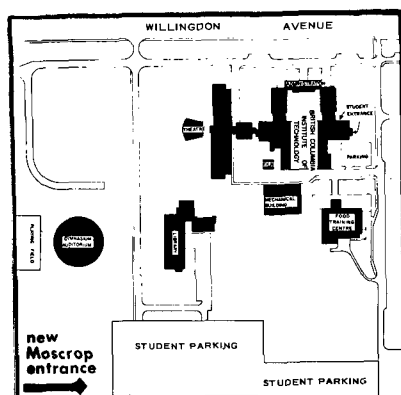 WILLINGDON AVENUE
THEATRE
BRITISH COLUMBIA
INSTITUTE OF
TECHNOLOGY
STUDENT
ENTRANCE
PARKING
MECHANICAL
BUILDING
FOOD
TRAINING
CENTRE
PLAYING FIELD
GYMNASIUM
AUDITORIUM
LIBRARY
new
Moscrop
entrance
STUDENT PARKING
STUDENT PARKING